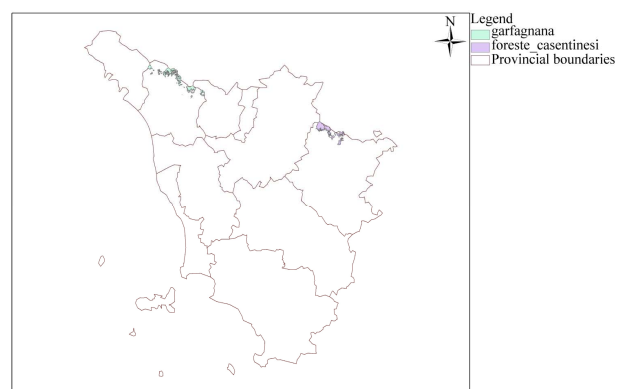 N
Legend
garfagnana
foreste_casentinesi
Provincial boundaries